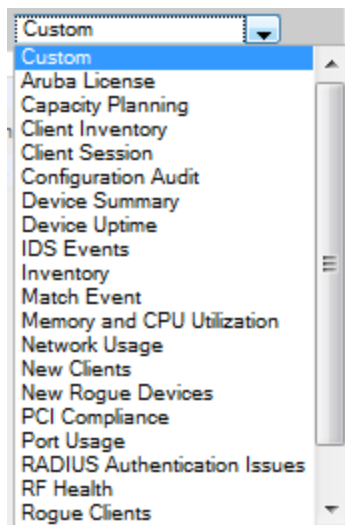 Custom
Custom
Aruba License
Capacity Planning
Client Inventory
Client Session
Configuration Audit
Device Summary
Device Uptime
IDS Events
Inventory
Match Event
Memory and CPU Utilization
Network Usage
New Clients
New Rogue Devices
PCI Compliance
Port Usage
RADIUS Authentication Issues
RF Health
Rogue Clients